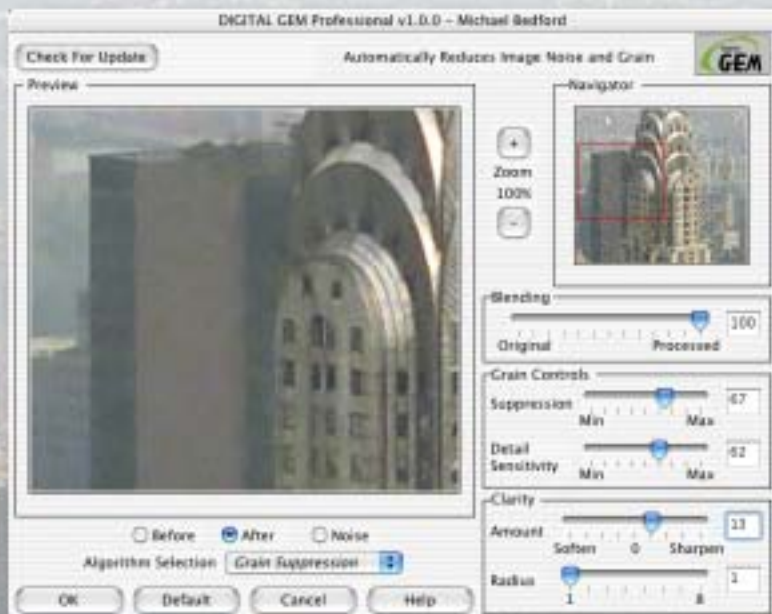 DIGITAL GEM Professional v1.0.0 – Michael Bedford
Check For Update
Automatically Reduces Image Noise and Grain
GEM
Preview
Navigator
+
Zoom
100%
-
Blending
100
Original Processed
Grain Controls
Suppression 67
Min Max
Detail Sensitivity 62
Min Max
Clarity
Amount 13
Soften 0 Sharpen
Radius 1
1 8
Before After Noise
Algorithm Selection Grain Suppression
OK Default Cancel Help